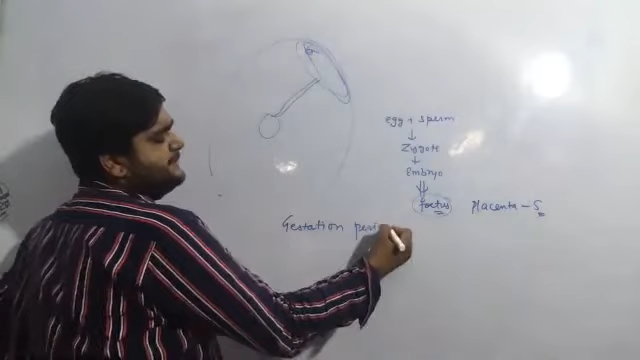 egg + sperm
↓
Zygote
↓
Embryo
⇓
foetus Placenta - S
Gestation peri